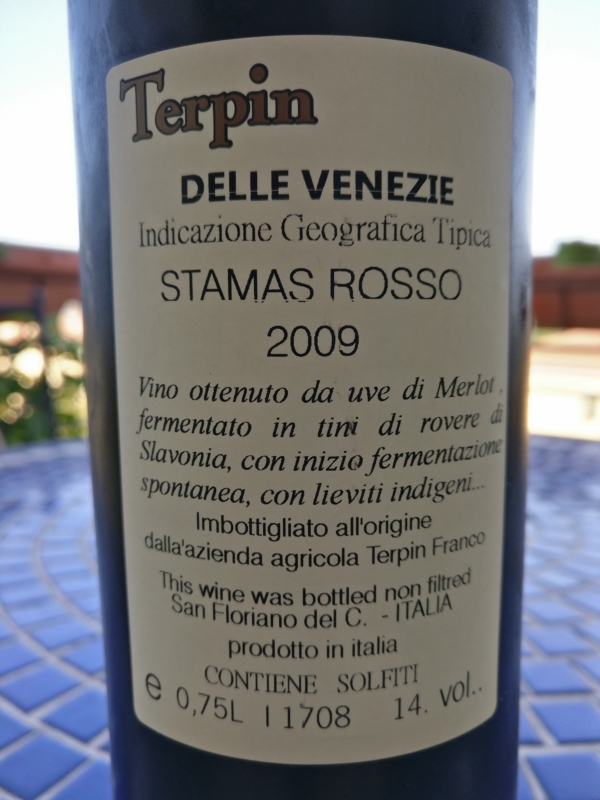 Terpin
DELLE VENEZIE
Indicazione Geografica Tipica
STAMAS ROSSO
2009
Vino ottenuto da uve di Merlot,
fermentato in tini di rovere di
Slavonia, con inizio fermentazione
spontanea, con lieviti indigeni...
Imbottigliato all'origine
dalla'azienda agricola Terpin Franco
This wine was bottled non filtred
San Floriano del C. - ITALIA
prodotto in italia
CONTIENE SOLFITI
e 0,75L l 1708 14. vol..